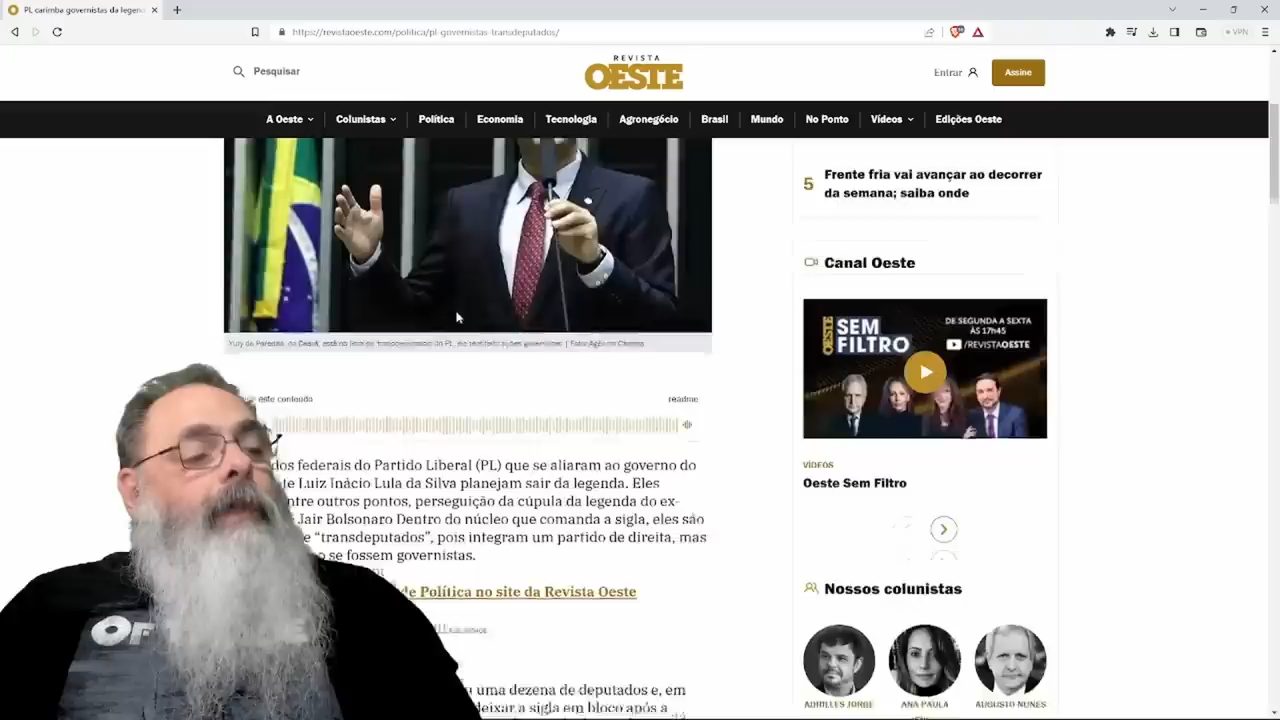 PL carimba governistas da legend
https://revistaoeste.com/politica/pl-governistas-transdeputados/
VPN
Pesquisar
REVISTA
OESTE
Entrar
Assine
A Oeste
Colunistas
Política
Economia
Tecnologia
Agronegócio
Brasil
Mundo
No Ponto
Vídeos
Edições Oeste
5
Frente fria vai avançar ao decorrer
da semana; saiba onde
Canal Oeste
OESTE
SEM
FILTRO
DE SEGUNDA A SEXTA
ÀS 17H45
/REVISTAOESTE
este conteúdo
readme
dos federais do Partido Liberal (PL) que se aliaram ao governo do
te Luiz Inácio Lula da Silva planejam sair da legenda. Eles
ntre outros pontos, perseguição da cúpula da legenda do ex-
Jair Bolsonaro Dentro do núcleo que comanda a sigla, eles são
e “transdeputados”, pois integram um partido de direita, mas
o se fossem governistas.
de Política no site da Revista Oeste
uma dezena de deputados e, em
deixar a sigla em bloco após a
VÍDEOS
Oeste Sem Filtro
Nossos colunistas
ADRILLES JORGE
ANA PAULA
AUGUSTO NUNES
OF